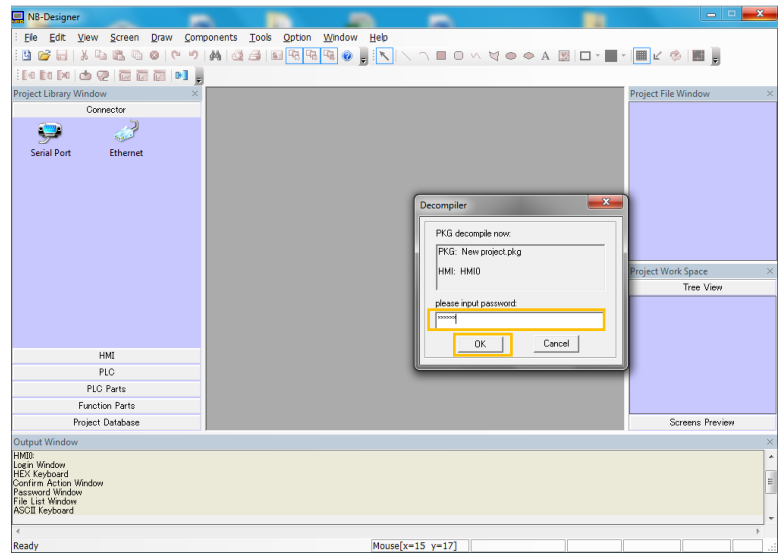 NB-Designer
File Edit View Screen Draw Components Tools Option Window Help
A
Project Library Window
Project File Window
Connector
Serial Port Ethernet
Decompiler
PKG decompile now:
PKG: New project.pkg
HMI: HMI0
please input password:
******
OK Cancel
Project Work Space
Tree View
HMI
PLC
PLC Parts
Function Parts
Project Database
Screens Preview
Output Window
HMI0:
Login Window
HEX Keyboard
Confirm Action Window
Password Window
File List Window
ASCII Keyboard
Ready
Mouse[x=15 y=17]